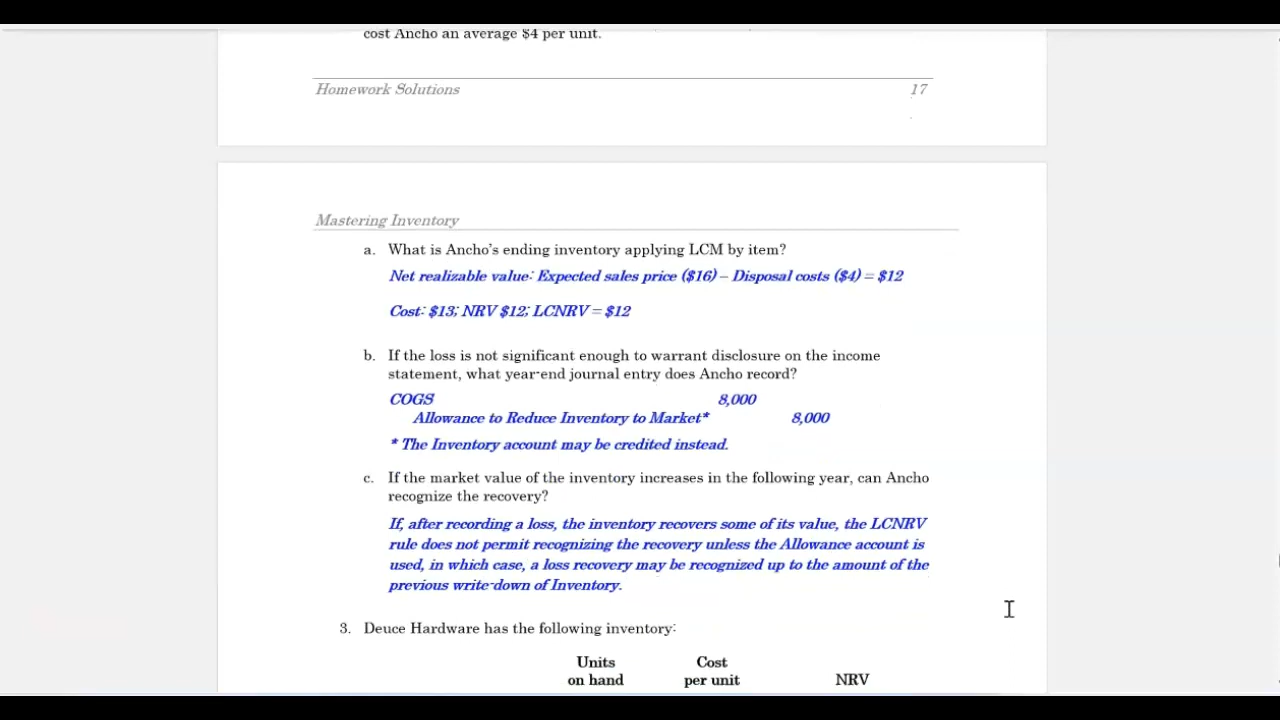 cost Ancho an average $4 per unit.
Homework Solutions 17
Mastering Inventory
a. What is Ancho's ending inventory applying LCM by item?
Net realizable value: Expected sales price ($16) – Disposal costs ($4) = $12
Cost: $13; NRV $12; LCNRV = $12
b. If the loss is not significant enough to warrant disclosure on the income
statement, what year-end journal entry does Ancho record?
COGS 8,000
Allowance to Reduce Inventory to Market* 8,000
* The Inventory account may be credited instead.
c. If the market value of the inventory increases in the following year, can Ancho
recognize the recovery?
If, after recording a loss, the inventory recovers some of its value, the LCNRV
rule does not permit recognizing the recovery unless the Allowance account is
used, in which case, a loss recovery may be recognized up to the amount of the
previous write-down of Inventory.
3. Deuce Hardware has the following inventory:
Units Cost
on hand per unit NRV